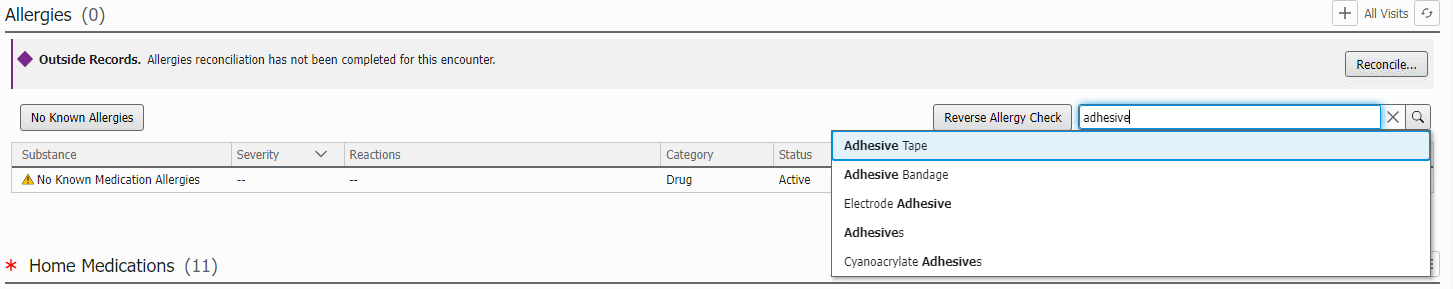 Allergies (0)
All Visits
Outside Records. Allergies reconciliation has not been completed for this encounter.
Reconcile...
No Known Allergies
Reverse Allergy Check
adhesive
Substance Severity Reactions Category Status
No Known Medication Allergies -- -- Drug Active
Adhesive Tape
Adhesive Bandage
Electrode Adhesive
Adhesives
Cyanoacrylate Adhesives
* Home Medications (11)